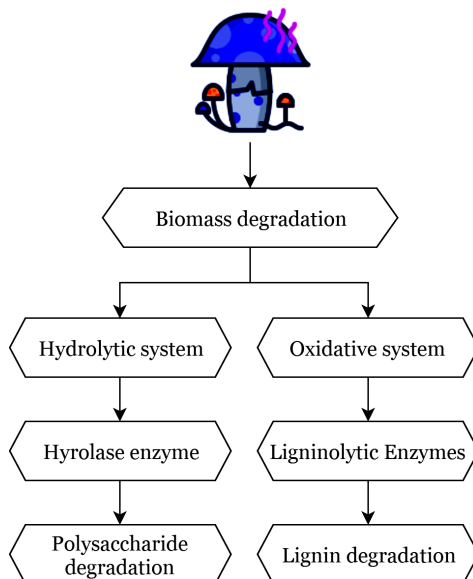 Biomass degradation
Hydrolytic system
Oxidative system
Hyrolase enzyme
Ligninolytic Enzymes
Polysaccharide
degradation
Lignin degradation